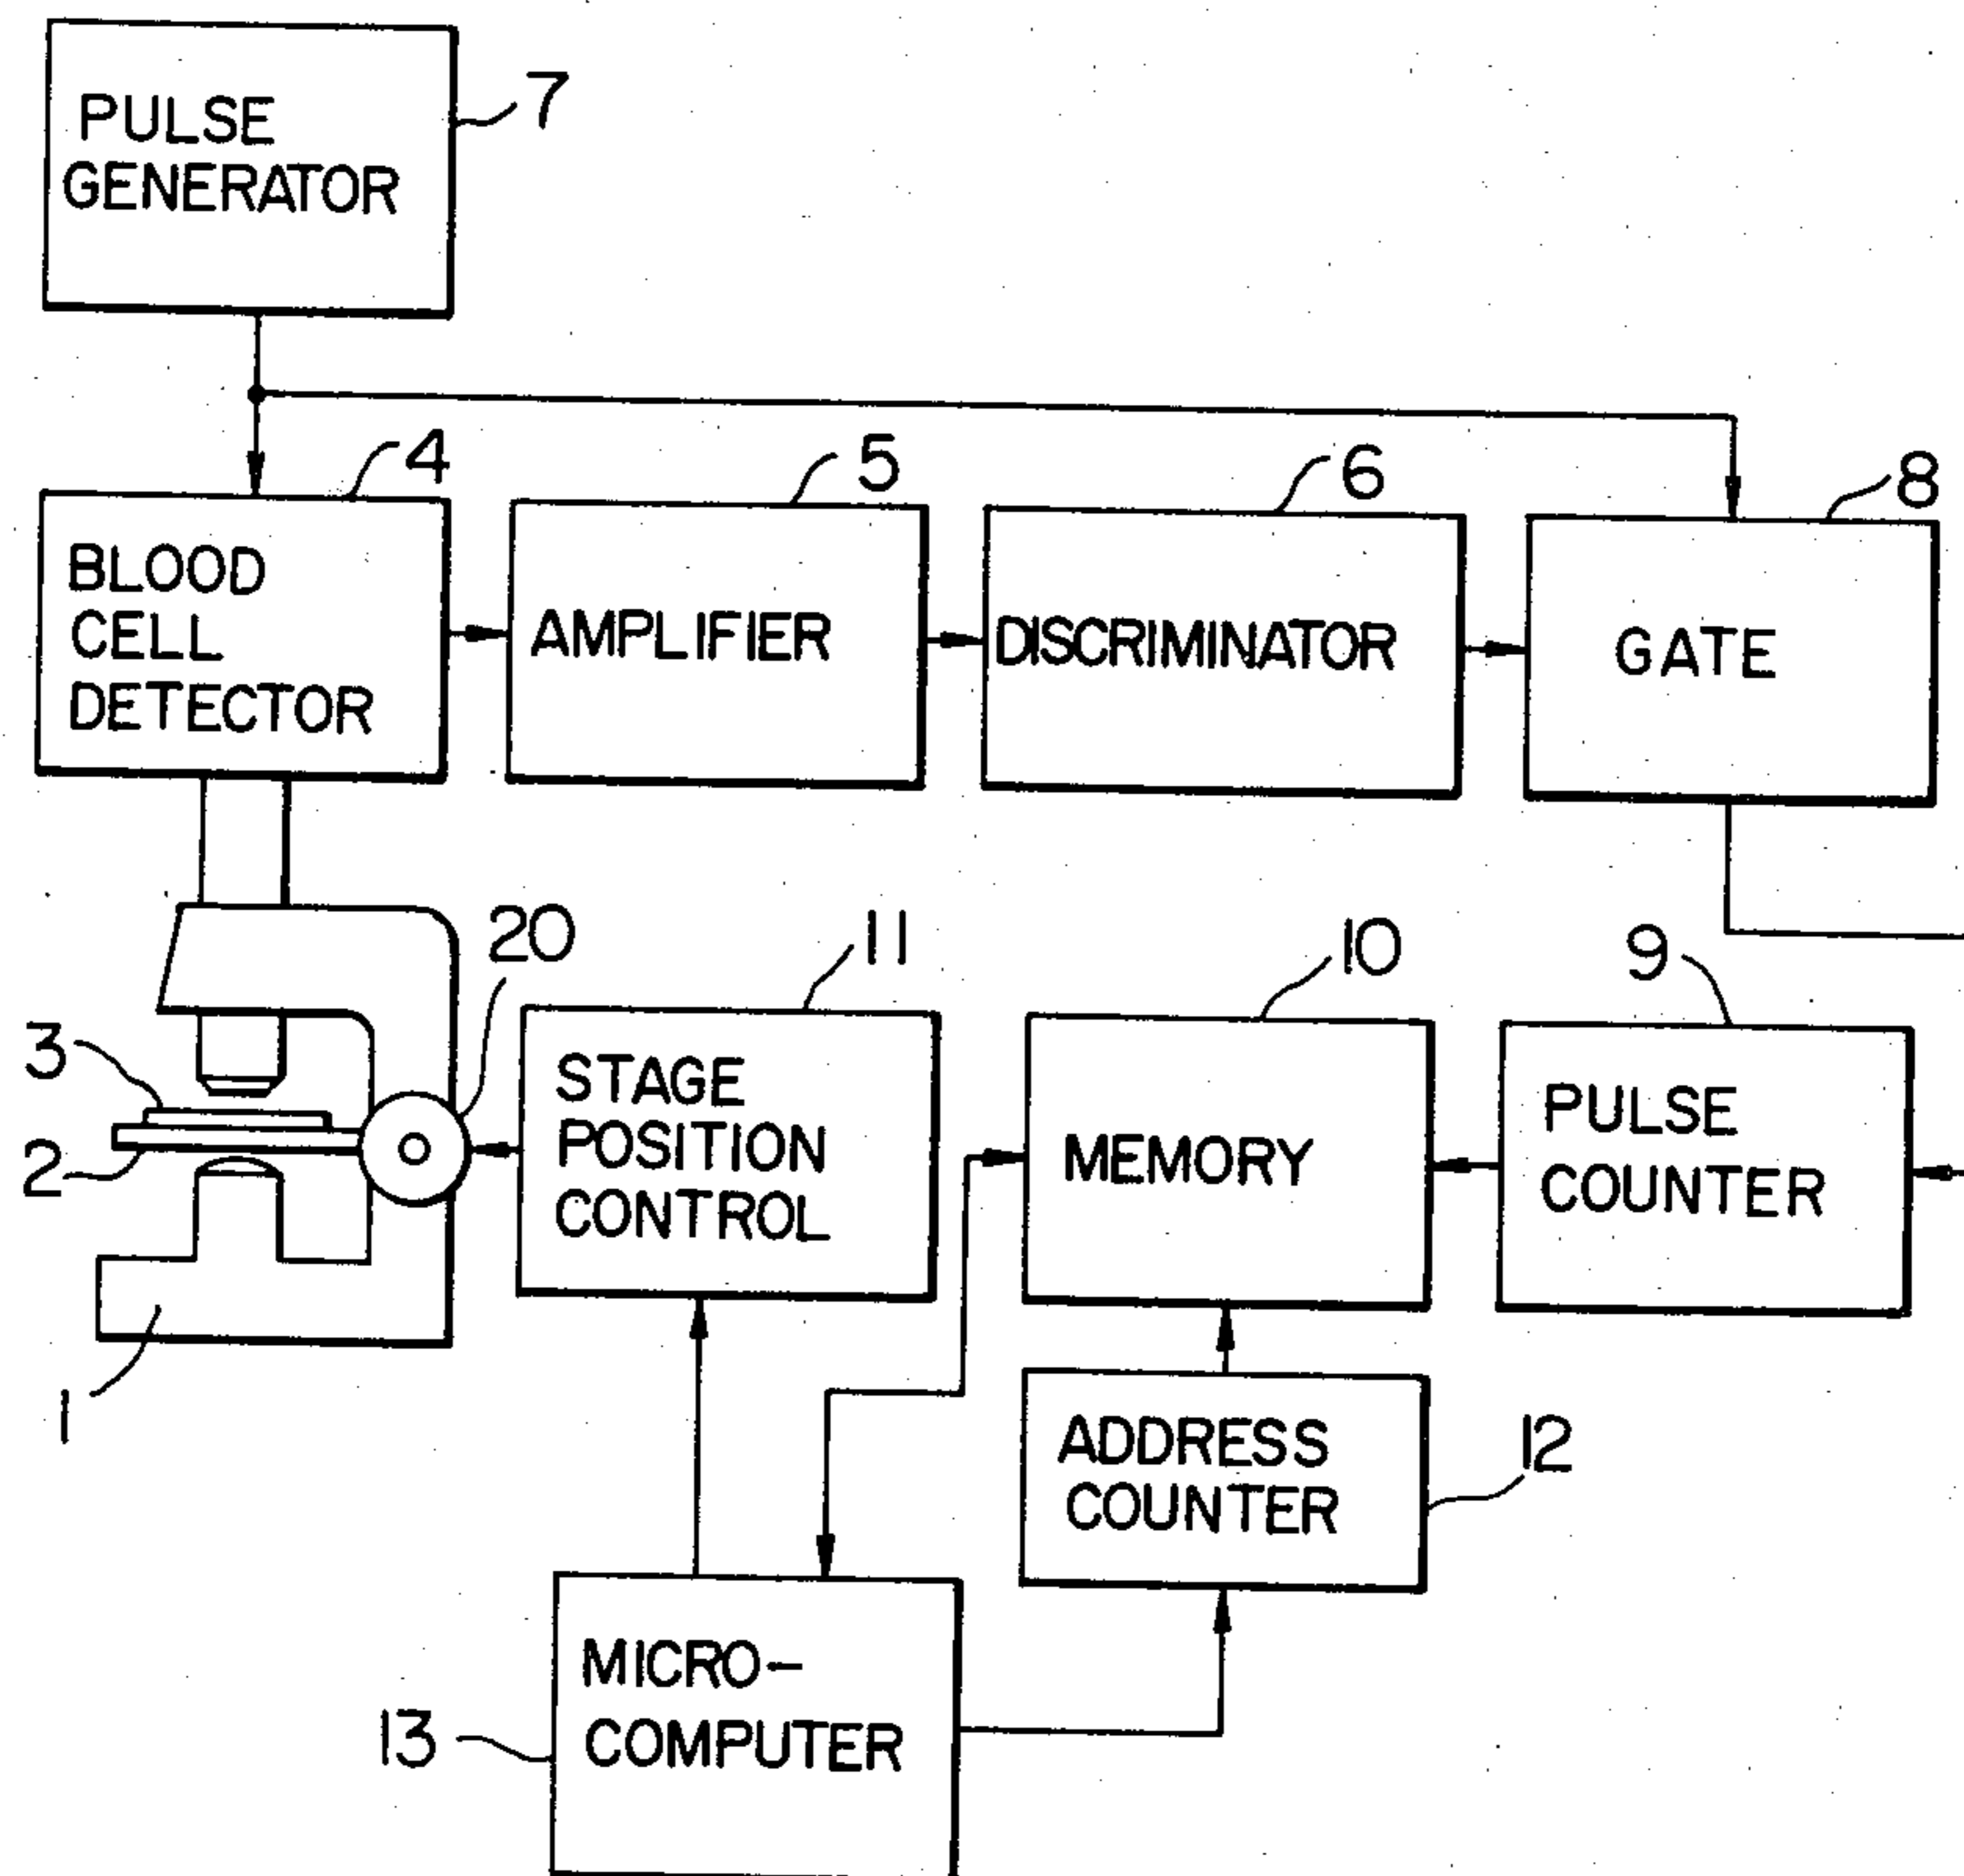 PULSE
GENERATOR
7
4
5
6
8
BLOOD
CELL
DETECTOR
AMPLIFIER
DISCRIMINATOR
GATE
20
11
10
9
3
2
1
STAGE
POSITION
CONTROL
MEMORY
PULSE
COUNTER
ADDRESS
COUNTER
12
MICRO-
COMPUTER
13